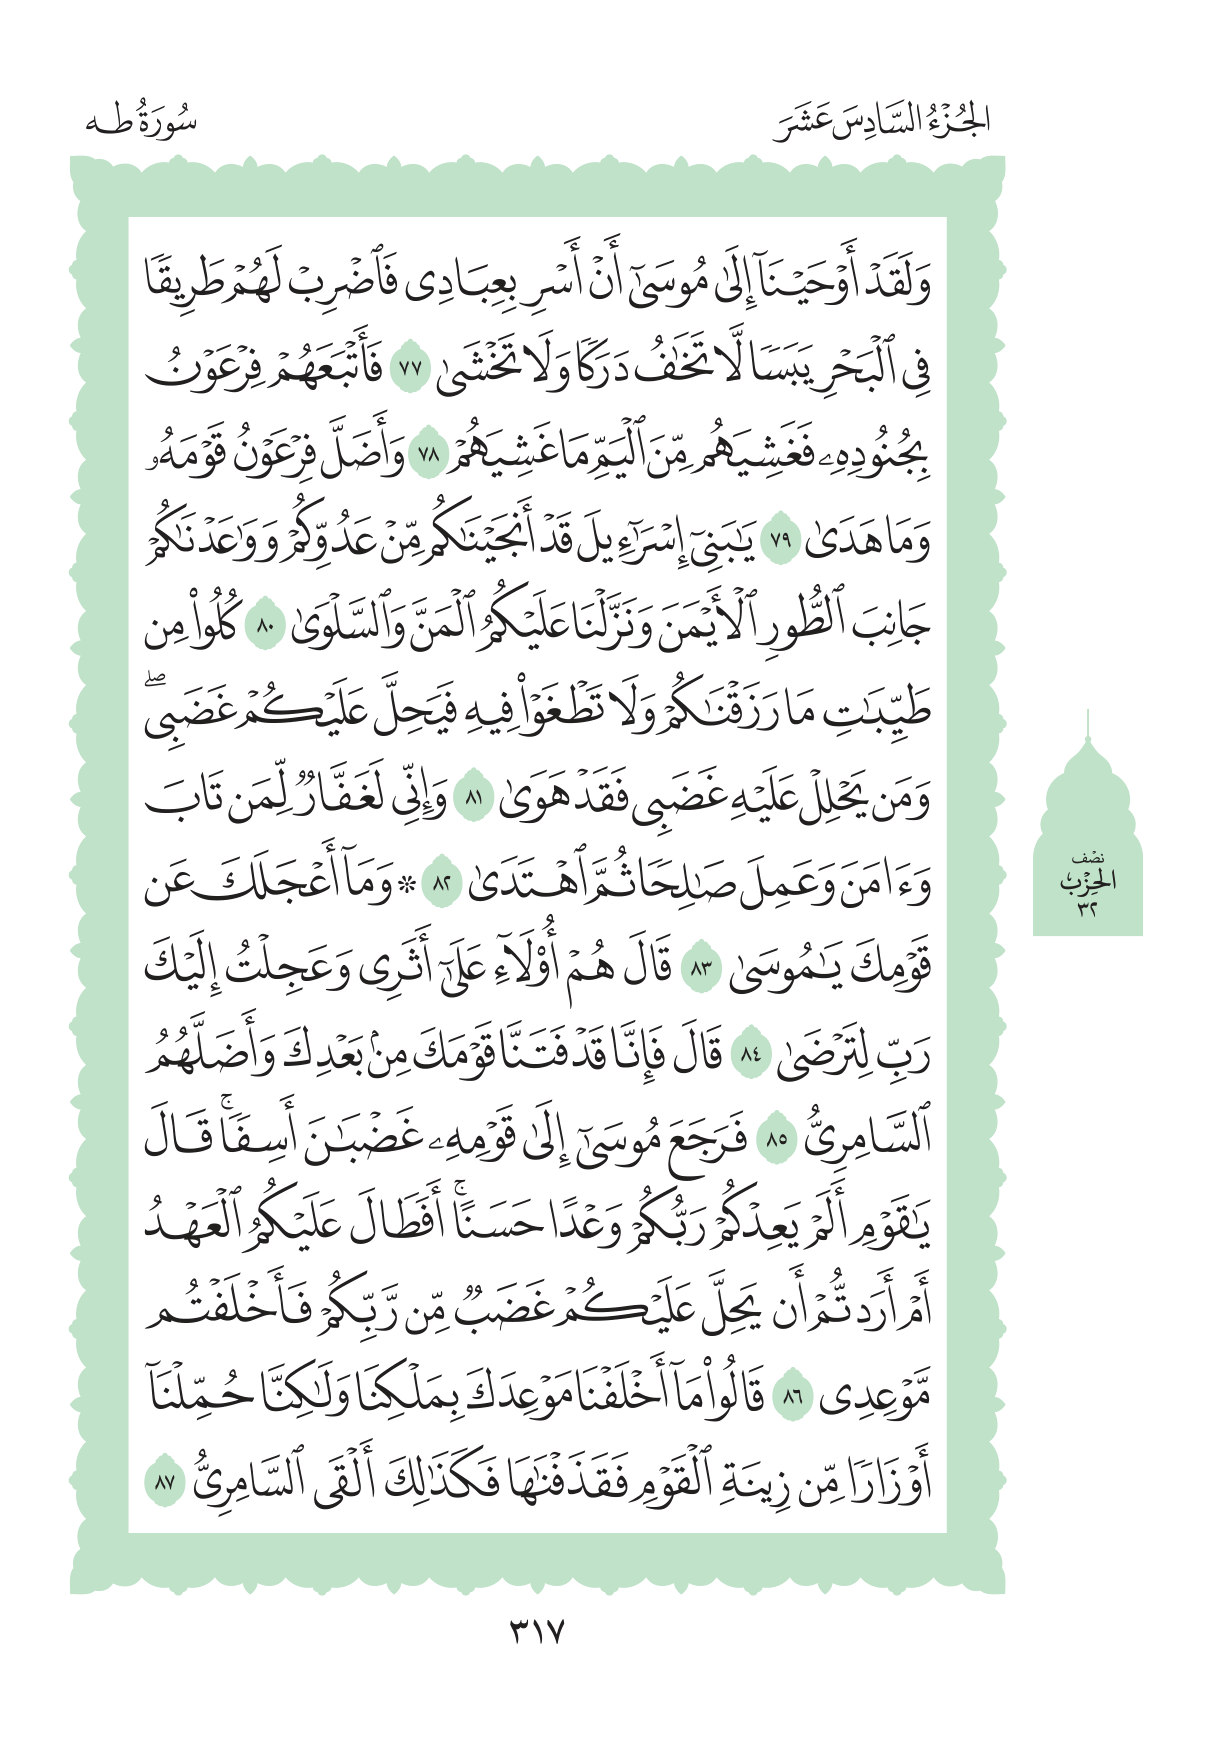 الجُزْءُ السَّادِسَ عَشَرَ
سُورَةُ طه
وَلَقَدْ أَوْحَيْنَآ إِلَىٰ مُوسَىٰٓ أَنْ أَسْرِ بِعِبَادِى فَٱضْرِبْ لَهُمْ طَرِيقًا
فِى ٱلْبَحْرِ يَبَسًا لَّا تَخَٰفُ دَرَكًا وَلَا تَخْشَىٰ ٧٧ فَأَتْبَعَهُمْ فِرْعَوْنُ
بِجُنُودِهِۦ فَغَشِيَهُم مِّنَ ٱلْيَمِّ مَا غَشِيَهُمْ ٧٨ وَأَضَلَّ فِرْعَوْنُ قَوْمَهُۥ
وَمَا هَدَىٰ ٧٩ يَٰبَنِىٓ إِسْرَٰٓءِيلَ قَدْ أَنجَيْنَٰكُم مِّنْ عَدُوِّكُمْ وَوَٰعَدْنَٰكُمْ
جَانِبَ ٱلطُّورِ ٱلْأَيْمَنَ وَنَزَّلْنَا عَلَيْكُمُ ٱلْمَنَّ وَٱلسَّلْوَىٰ ٨٠ كُلُوا۟ مِن
طَيِّبَٰتِ مَا رَزَقْنَٰكُمْ وَلَا تَطْغَوْا۟ فِيهِ فَيَحِلَّ عَلَيْكُمْ غَضَبِى ۖ
وَمَن يَحْلِلْ عَلَيْهِ غَضَبِى فَقَدْ هَوَىٰ ٨١ وَإِنِّى لَغَفَّارٌ لِّمَن تَابَ
وَءَامَنَ وَعَمِلَ صَٰلِحًا ثُمَّ ٱهْتَدَىٰ ٨٢ ۞ وَمَآ أَعْجَلَكَ عَن
قَوْمِكَ يَٰمُوسَىٰ ٨٣ قَالَ هُمْ أُو۟لَآءِ عَلَىٰٓ أَثَرِى وَعَجِلْتُ إِلَيْكَ
رَبِّ لِتَرْضَىٰ ٨٤ قَالَ فَإِنَّا قَدْ فَتَنَّا قَوْمَكَ مِنۢ بَعْدِكَ وَأَضَلَّهُمُ
ٱلسَّامِرِىُّ ٨٥ فَرَجَعَ مُوسَىٰٓ إِلَىٰ قَوْمِهِۦ غَضْبَٰنَ أَسِفًا ۚ قَالَ
يَٰقَوْمِ أَلَمْ يَعِدْكُمْ رَبُّكُمْ وَعْدًا حَسَنًا ۚ أَفَطَالَ عَلَيْكُمُ ٱلْعَهْدُ
أَمْ أَرَدتُّمْ أَن يَحِلَّ عَلَيْكُمْ غَضَبٌ مِّن رَّبِّكُمْ فَأَخْلَفْتُم
مَّوْعِدِى ٨٦ قَالُوا۟ مَآ أَخْلَفْنَا مَوْعِدَكَ بِمَلْكِنَا وَلَٰكِنَّا حُمِّلْنَآ
أَوْزَارًا مِّن زِينَةِ ٱلْقَوْمِ فَقَذَفْنَٰهَا فَكَذَٰلِكَ أَلْقَى ٱلسَّامِرِىُّ ٨٧
نصْف
الحِزْبُ
٣٢
٣١٧